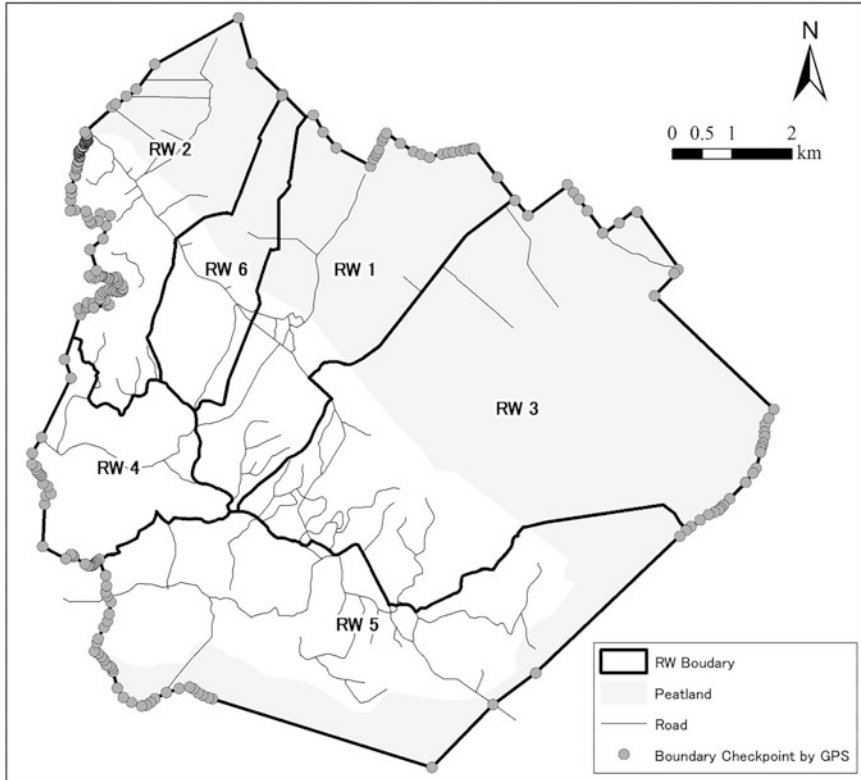 N
0 0.5 1 2
km
RW 2
RW 6
RW 1
RW 3
RW 4
RW 5
RW Boudary
Peatland
Road
Boundary Checkpoint by GPS